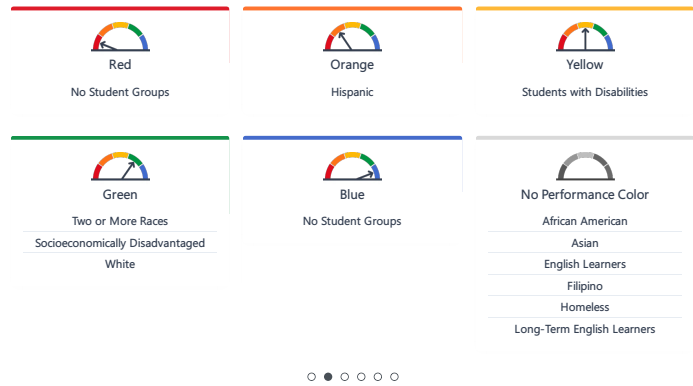 Red
No Student Groups
Orange
Hispanic
Yellow
Students with Disabilities
Green
Two or More Races
Socioeconomically Disadvantaged
White
Blue
No Student Groups
No Performance Color
African American
Asian
English Learners
Filipino
Homeless
Long-Term English Learners